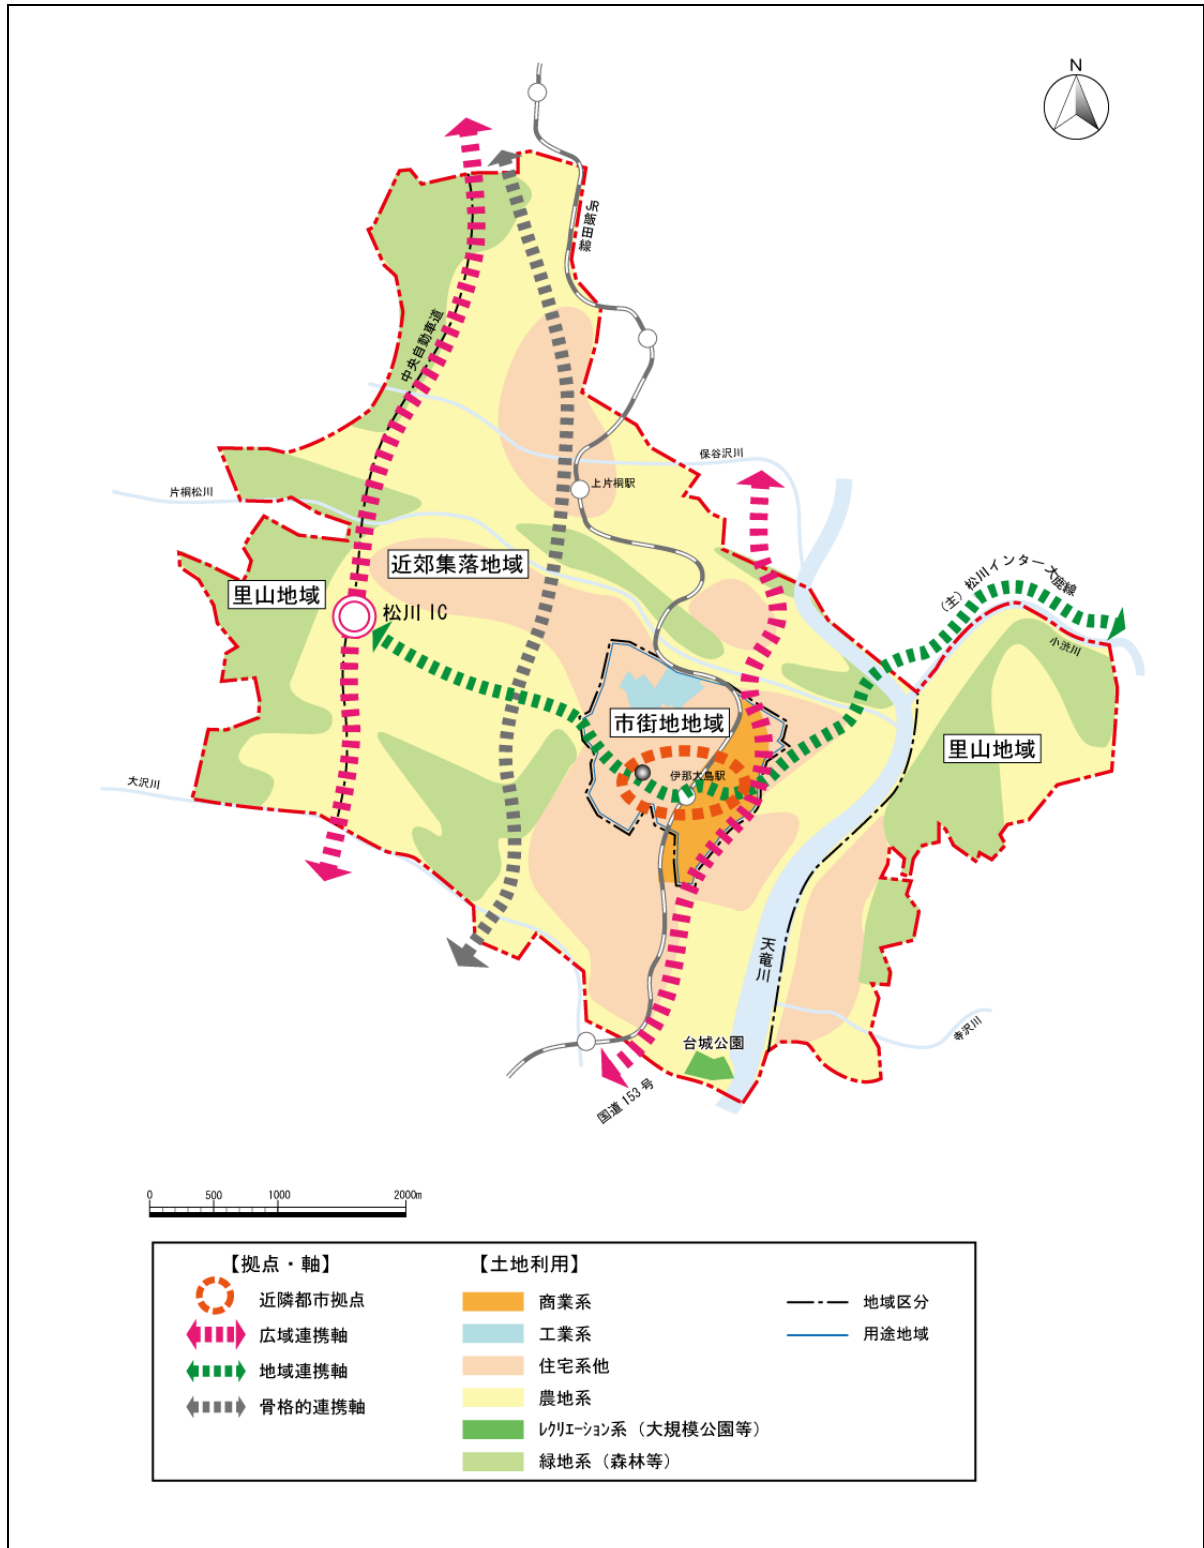 N
JR飯田線
中央自動車道
保谷沢川
上片桐駅
片桐松川
近郊集落地域
里山地域
松川 IC
(主)松川インター大鹿線
小渋川
市街地地域
里山地域
伊那大島駅
大沢川
天竜川
寺沢川
台城公園
国道153号
0 500 1000 2000m
【拠点・軸】
近隣都市拠点
広域連携軸
地域連携軸
骨格的連携軸
【土地利用】
商業系
工業系
住宅系他
農地系
ﾚｸﾘｴｰｼｮﾝ系（大規模公園等）
緑地系（森林等）
地域区分
用途地域